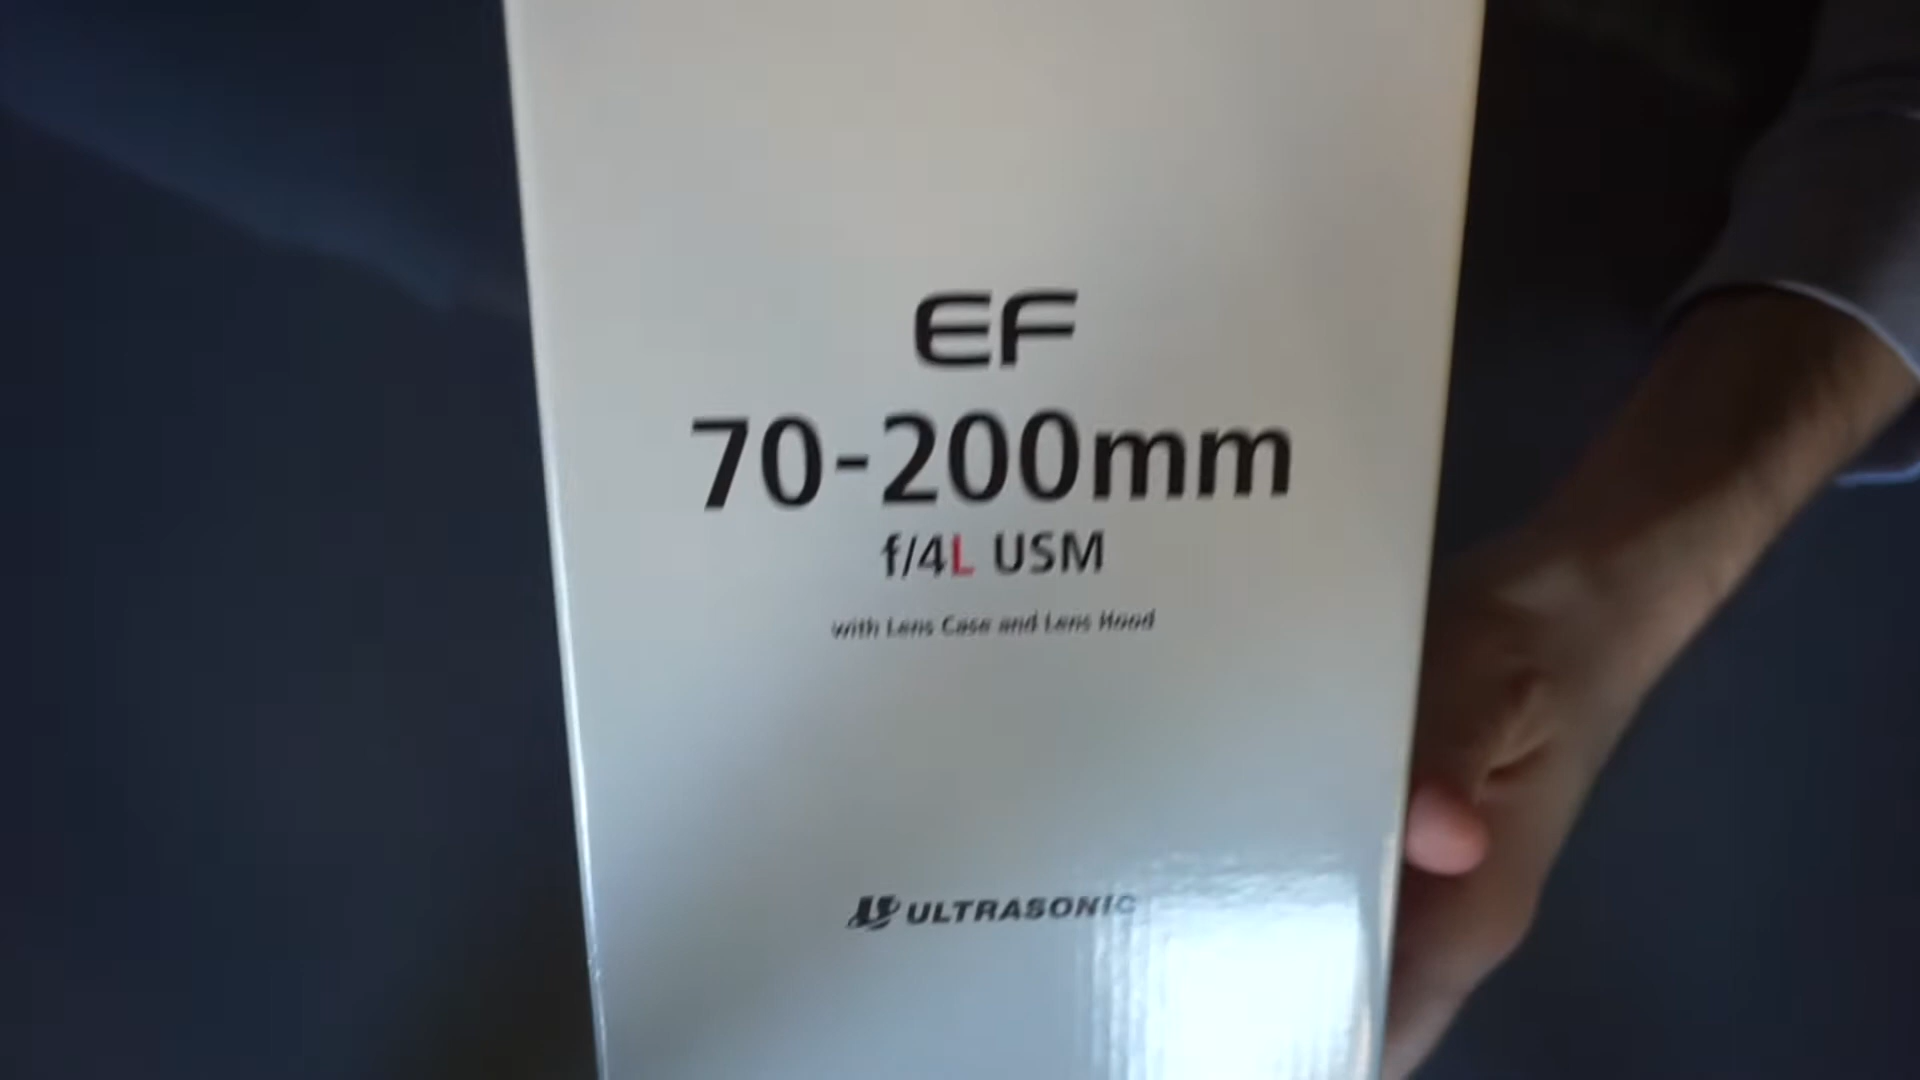 EF
70-200mm
f/4L USM
with Lens Case and Lens Hood
ULTRASONIC